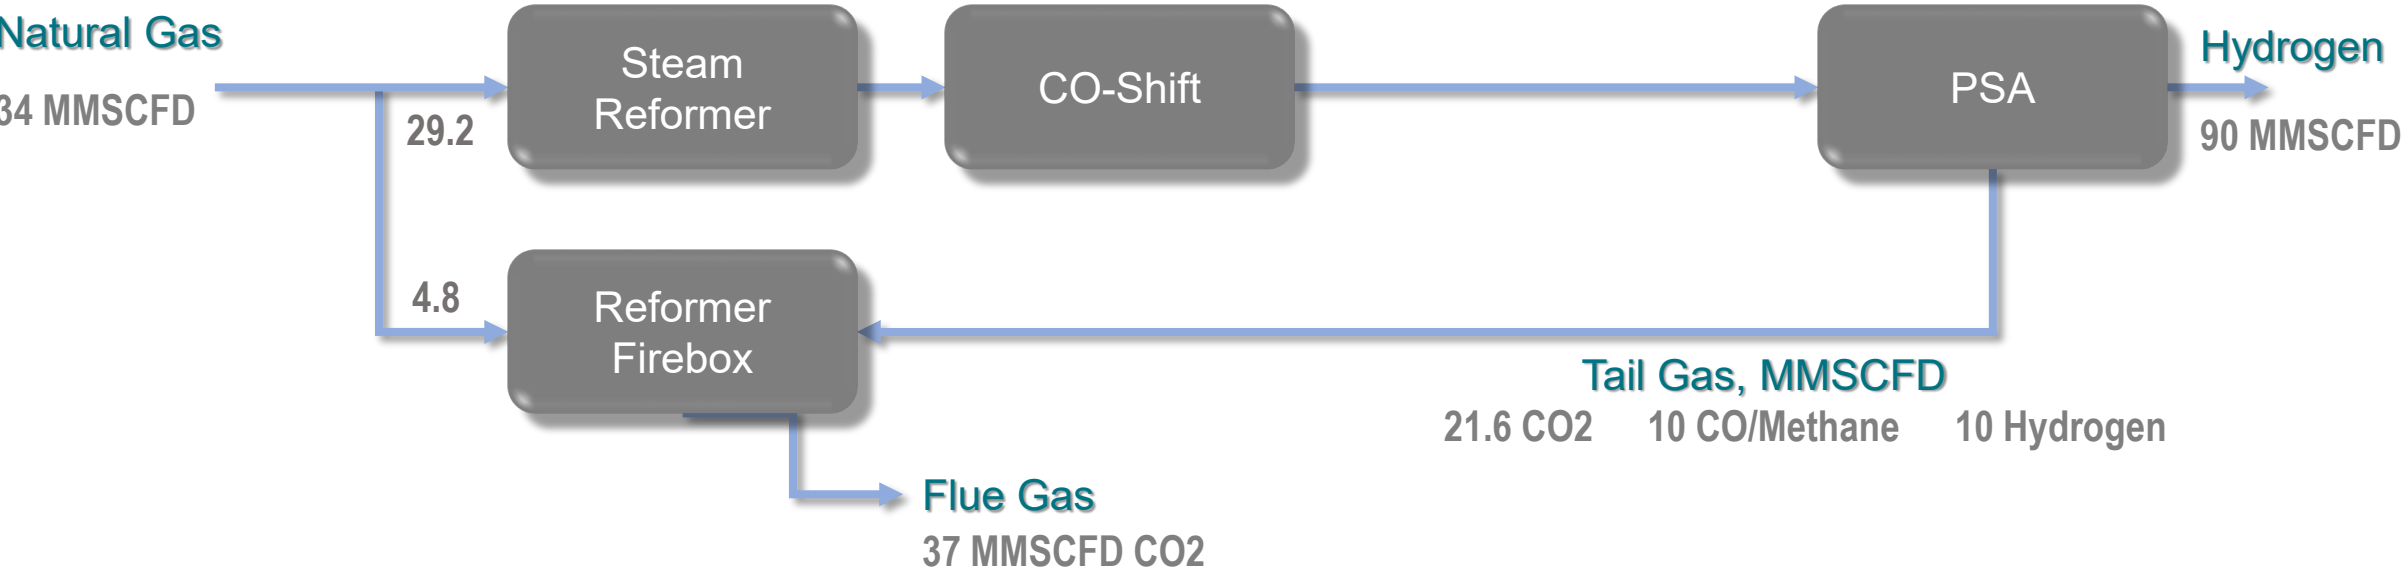 Natural Gas
34 MMSCFD
29.2
Steam
Reformer
CO-Shift
PSA
Hydrogen
90 MMSCFD
4.8
Reformer
Firebox
Tail Gas, MMSCFD
21.6 CO2 10 CO/Methane 10 Hydrogen
Flue Gas
37 MMSCFD CO2